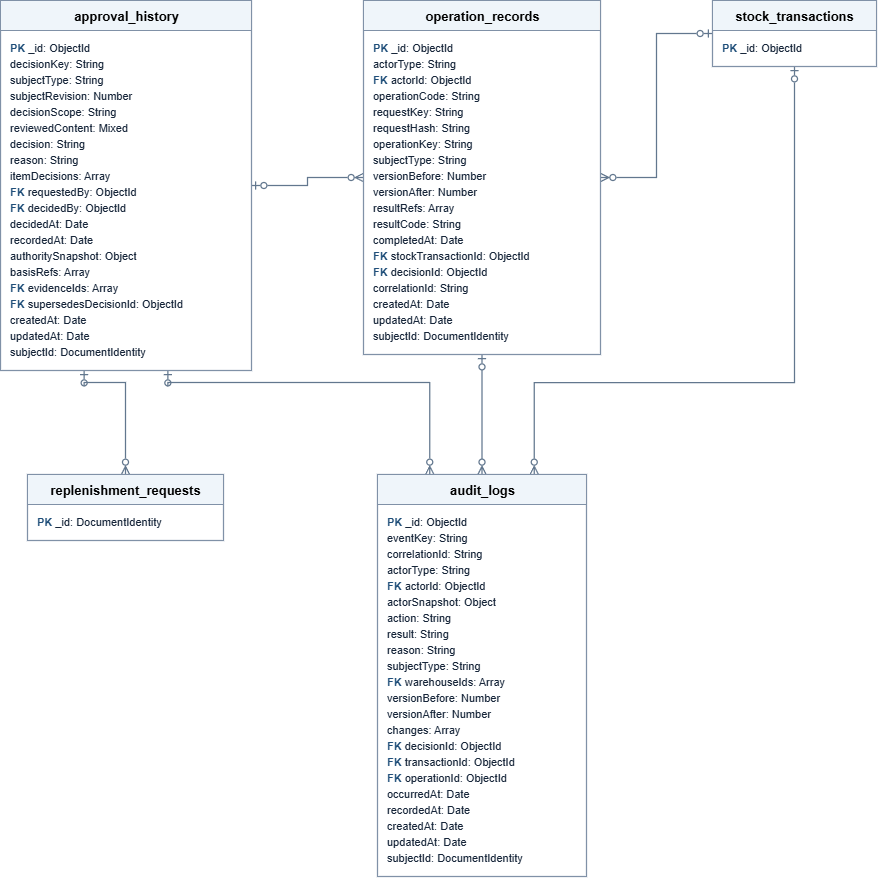 approval_history
PK _id: ObjectId
decisionKey: String
subjectType: String
subjectRevision: Number
decisionScope: String
reviewedContent: Mixed
decision: String
reason: String
itemDecisions: Array
FK requestedBy: ObjectId
FK decidedBy: ObjectId
decidedAt: Date
recordedAt: Date
authoritySnapshot: Object
basisRefs: Array
FK evidenceIds: Array
FK supersedesDecisionId: ObjectId
createdAt: Date
updatedAt: Date
subjectId: DocumentIdentity
operation_records
PK _id: ObjectId
actorType: String
FK actorId: ObjectId
operationCode: String
requestKey: String
requestHash: String
operationKey: String
subjectType: String
versionBefore: Number
versionAfter: Number
resultRefs: Array
resultCode: String
completedAt: Date
FK stockTransactionId: ObjectId
FK decisionId: ObjectId
correlationId: String
createdAt: Date
updatedAt: Date
subjectId: DocumentIdentity
stock_transactions
PK _id: ObjectId
replenishment_requests
PK _id: DocumentIdentity
audit_logs
PK _id: ObjectId
eventKey: String
correlationId: String
actorType: String
FK actorId: ObjectId
actorSnapshot: Object
action: String
result: String
reason: String
subjectType: String
FK warehouseIds: Array
versionBefore: Number
versionAfter: Number
changes: Array
FK decisionId: ObjectId
FK transactionId: ObjectId
FK operationId: ObjectId
occurredAt: Date
recordedAt: Date
createdAt: Date
updatedAt: Date
subjectId: DocumentIdentity